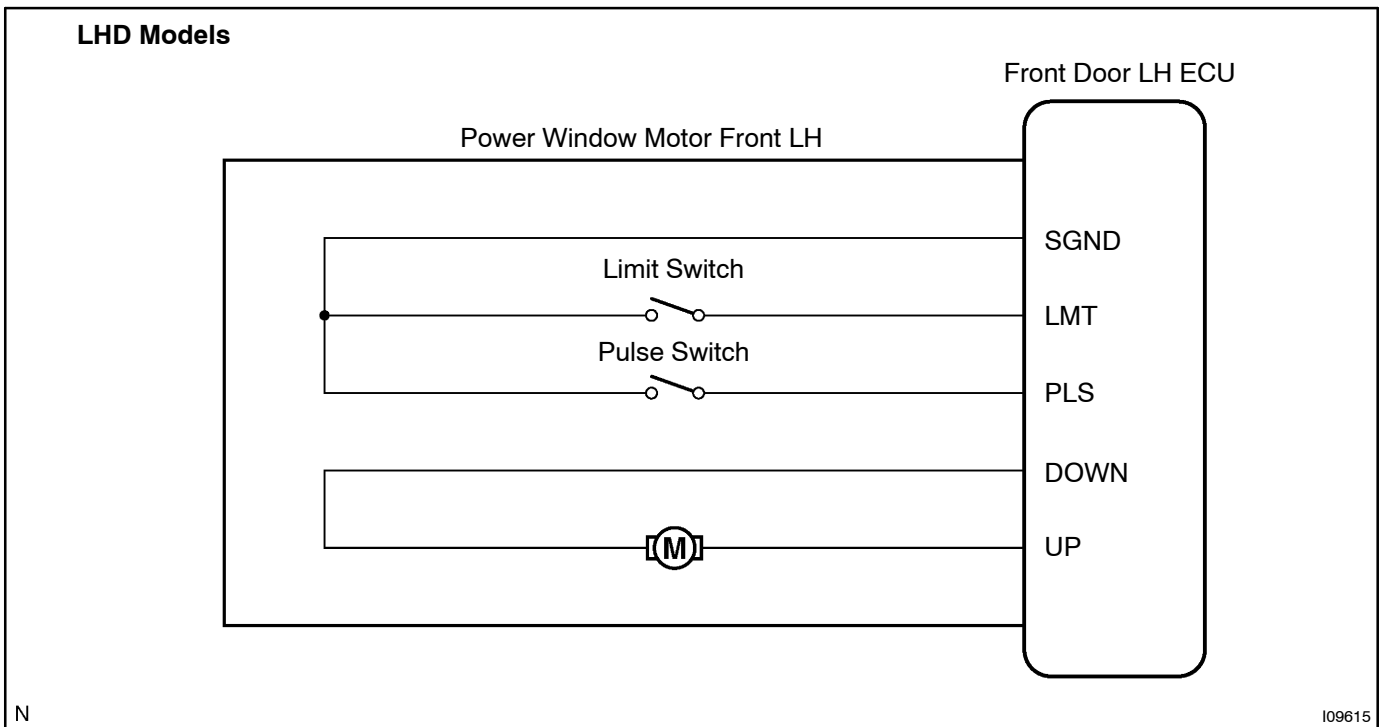 LHD Models
Front Door LH ECU
Power Window Motor Front LH
SGND
Limit Switch
LMT
Pulse Switch
PLS
DOWN
M
UP
N
I09615